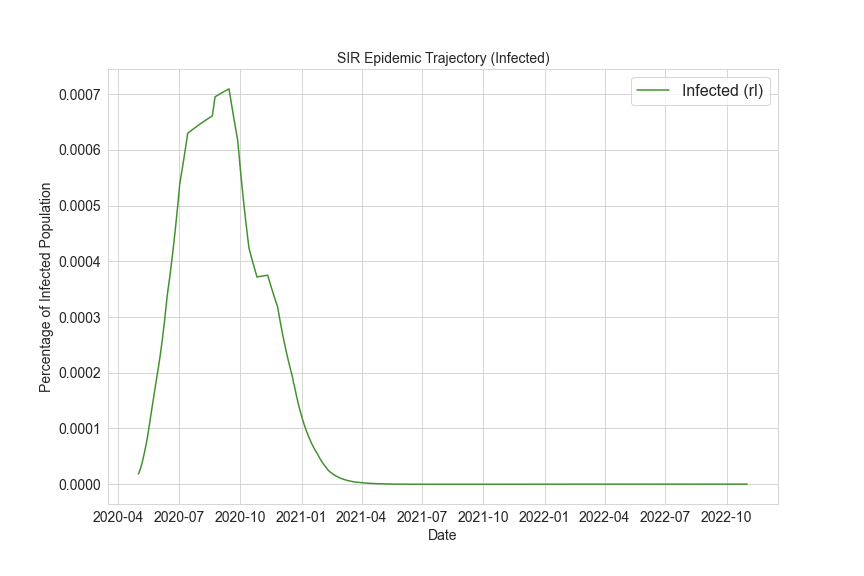 SIR Epidemic Trajectory (Infected)
Infected (rl)
Percentage of Infected Population
0.0007
0.0006
0.0005
0.0004
0.0003
0.0002
0.0001
0.0000
2020-04 2020-07 2020-10 2021-01 2021-04 2021-07 2021-10 2022-01 2022-04 2022-07 2022-10
Date